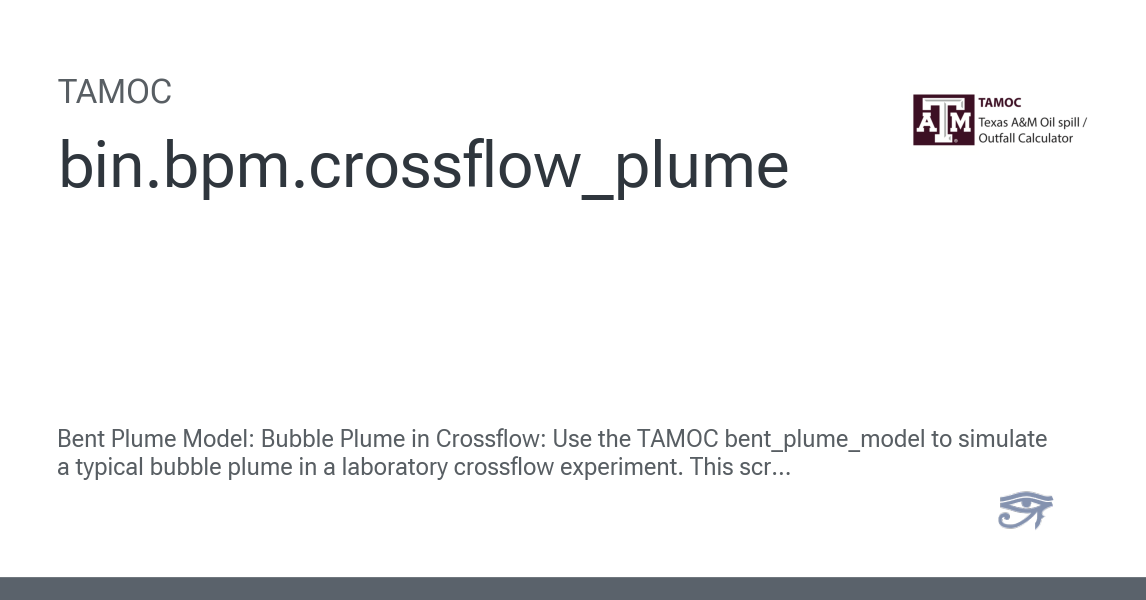 TAMOC
bin.bpm.crossflow_plume
ATM
TAMOC
Texas A&M Oil spill /
Outfall Calculator
Bent Plume Model: Bubble Plume in Crossflow: Use the TAMOC bent_plume_model to simulate
a typical bubble plume in a laboratory crossflow experiment. This scr...